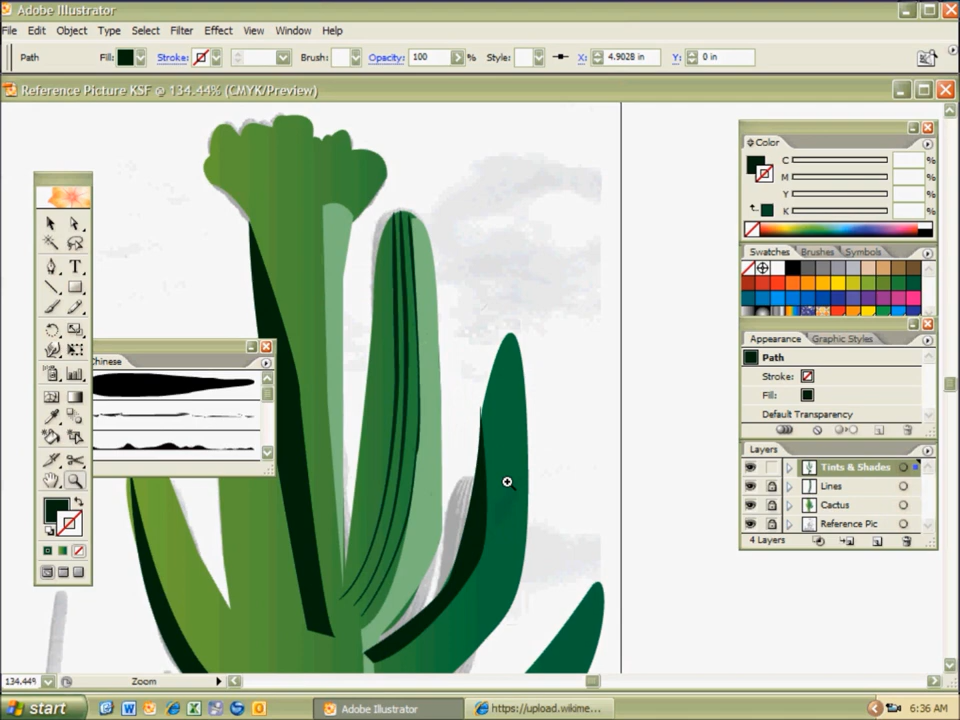 Adobe Illustrator
File Edit Object Type Select Filter Effect View Window Help
Path Fill: Stroke: Brush: Opacity: 100 % Style: X: 4.9028 in Y: 0 in
Reference Picture KSF @ 134.44% (CMYK/Preview)
Color
C %
M %
Y %
K %
Swatches Brushes Symbols
Appearance Graphic Styles
Path
Stroke:
Fill:
Default Transparency
Layers
Tints & Shades
Lines
Cactus
Reference Pic
4 Layers
T
134.44% Zoom
start Adobe Illustrator https://upload.wikime... 6:36 AM